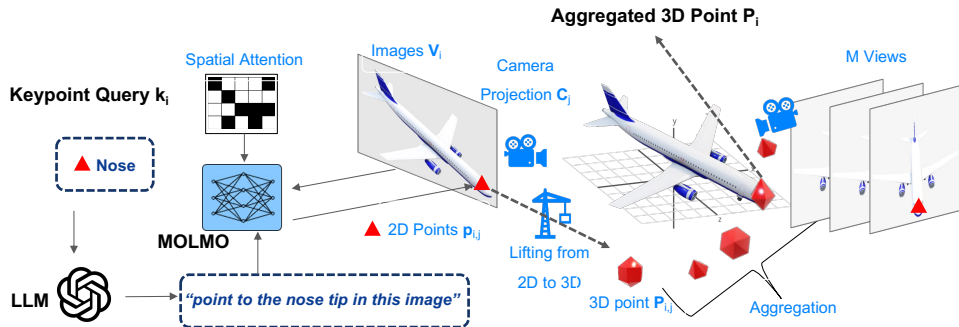 Aggregated 3D Point Pi
Images Vi
Spatial Attention
Camera
Projection Cj
M Views
Keypoint Query ki
Nose
y
z
MOLMO
2D Points pi,j
Lifting from
2D to 3D
LLM
“point to the nose tip in this image”
3D point Pi,j
Aggregation